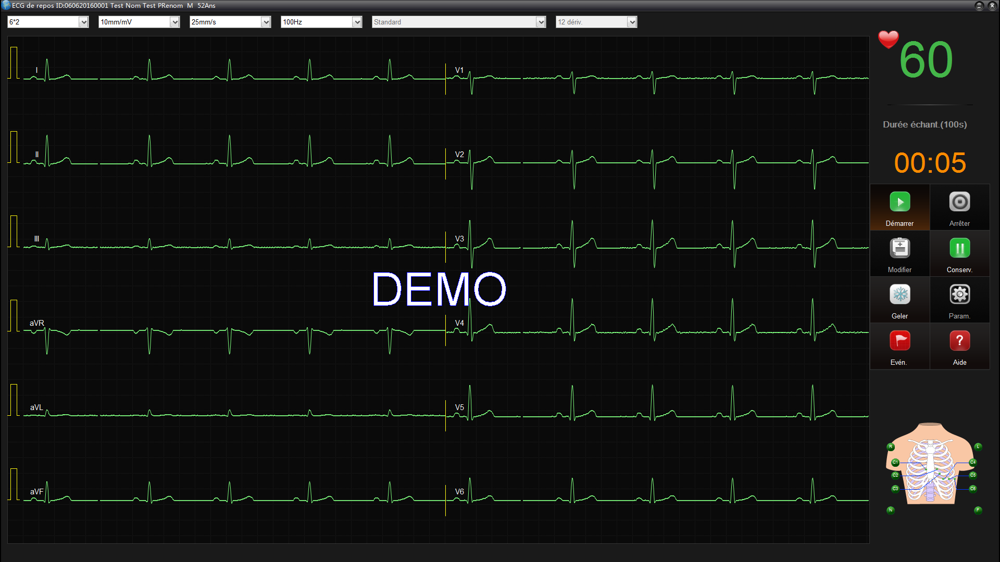 ECG de repos ID:060620160001 Test Nom Test PRenom M 52Ans
6*2
10mm/mV
25mm/s
100Hz
Standard
12 dériv.
60
Durée échant.(100s)
00:05
I
V1
II
V2
III
V3
DEMO
aVR
V4
aVL
V5
aVF
V6
Démarrer
Arrêter
Modifier
Conserv.
Geler
Param.
Evén.
?
Aide
R
L
C1
C4
C2
C5
C3
C6
N
F